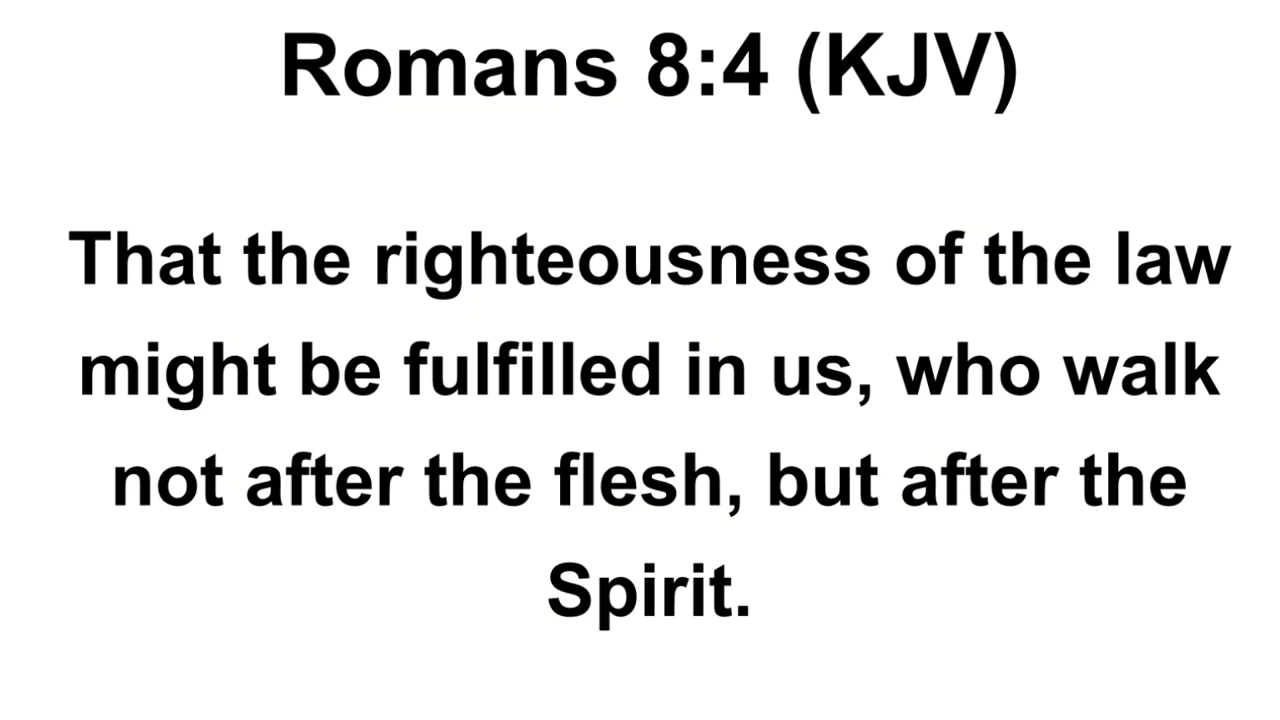 Romans 8:4 (KJV)
That the righteousness of the law
might be fulfilled in us, who walk
not after the flesh, but after the
Spirit.